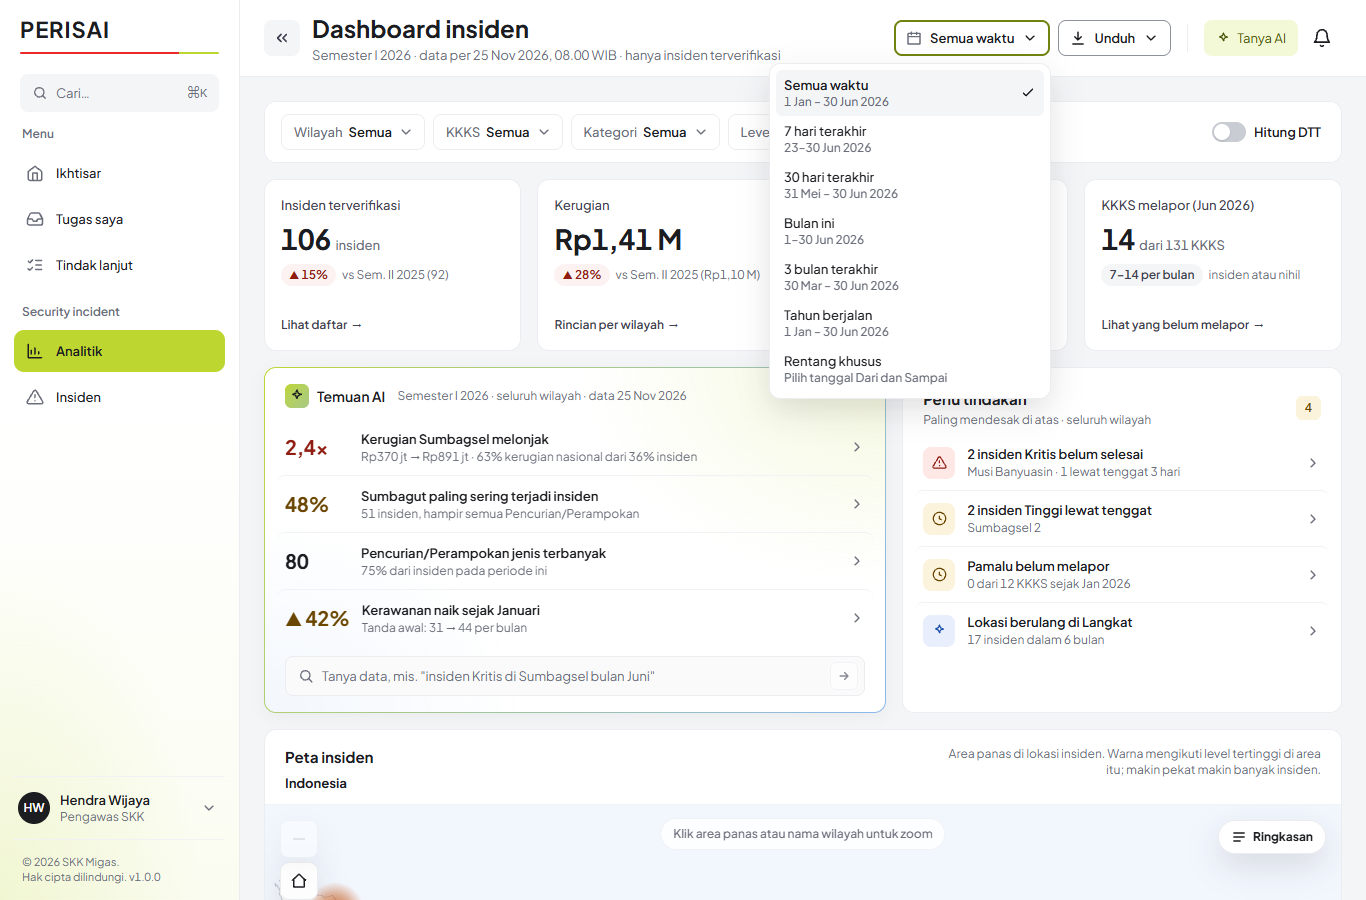 PERISAI
Cari...
⌘K
Menu
Ikhtisar
Tugas saya
Tindak lanjut
Security incident
Analitik
Insiden
HW
Hendra Wijaya
Pengawas SKK
© 2026 SKK Migas.
Hak cipta dilindungi. v1.0.0
Dashboard insiden
Semester I 2026 · data per 25 Nov 2026, 08.00 WIB · hanya insiden terverifikasi
Semua waktu
Unduh
Tanya AI
Semua waktu
1 Jan – 30 Jun 2026
7 hari terakhir
23–30 Jun 2026
30 hari terakhir
31 Mei – 30 Jun 2026
Bulan ini
1–30 Jun 2026
3 bulan terakhir
30 Mar – 30 Jun 2026
Tahun berjalan
1 Jan – 30 Jun 2026
Rentang khusus
Pilih tanggal Dari dan Sampai
Wilayah Semua
KKKS Semua
Kategori Semua
Leve
Hitung DTT
Insiden terverifikasi
106 insiden
▲15% vs Sem. II 2025 (92)
Lihat daftar →
Kerugian
Rp1,41 M
▲28% vs Sem. II 2025 (Rp1,10 M)
Rincian per wilayah →
KKKS melapor (Jun 2026)
14 dari 131 KKKS
7–14 per bulan insiden atau nihil
Lihat yang belum melapor →
Temuan AI
Semester I 2026 · seluruh wilayah · data 25 Nov 2026
2,4×
Kerugian Sumbagsel melonjak
Rp370 jt → Rp891 jt · 63% kerugian nasional dari 36% insiden
48%
Sumbagut paling sering terjadi insiden
51 insiden, hampir semua Pencurian/Perampokan
80
Pencurian/Perampokan jenis terbanyak
75% dari insiden pada periode ini
▲42%
Kerawanan naik sejak Januari
Tanda awal: 31 → 44 per bulan
Tanya data, mis. "insiden Kritis di Sumbagsel bulan Juni"
Perlu tindakan
Paling mendesak di atas · seluruh wilayah
4
2 insiden Kritis belum selesai
Musi Banyuasin · 1 lewat tenggat 3 hari
2 insiden Tinggi lewat tenggat
Sumbagsel 2
Pamalu belum melapor
0 dari 12 KKKS sejak Jan 2026
Lokasi berulang di Langkat
17 insiden dalam 6 bulan
Peta insiden
Indonesia
Area panas di lokasi insiden. Warna mengikuti level tertinggi di area
itu; makin pekat makin banyak insiden.
Klik area panas atau nama wilayah untuk zoom
Ringkasan